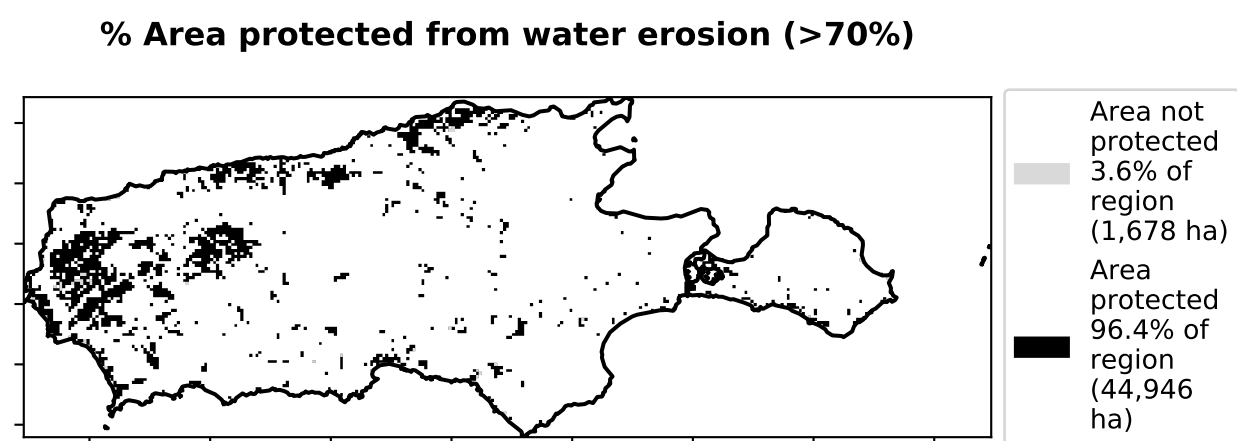 % Area protected from water erosion (>70%)
Area not
protected
3.6% of
region
(1,678 ha)
Area
protected
96.4% of
region
(44,946
ha)